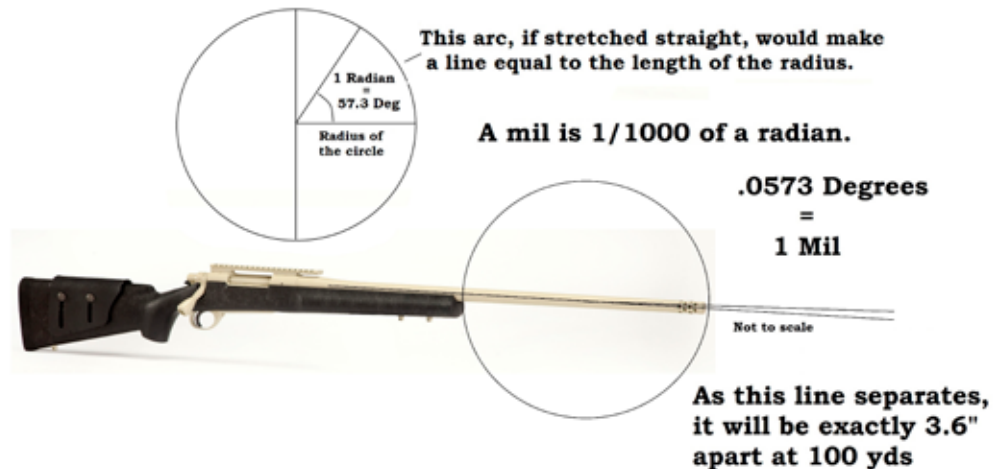 This arc, if stretched straight, would make
a line equal to the length of the radius.
1 Radian
=
57.3 Deg
Radius of
the circle
A mil is 1/1000 of a radian.
.0573 Degrees
=
1 Mil
Not to scale
As this line separates,
it will be exactly 3.6"
apart at 100 yds